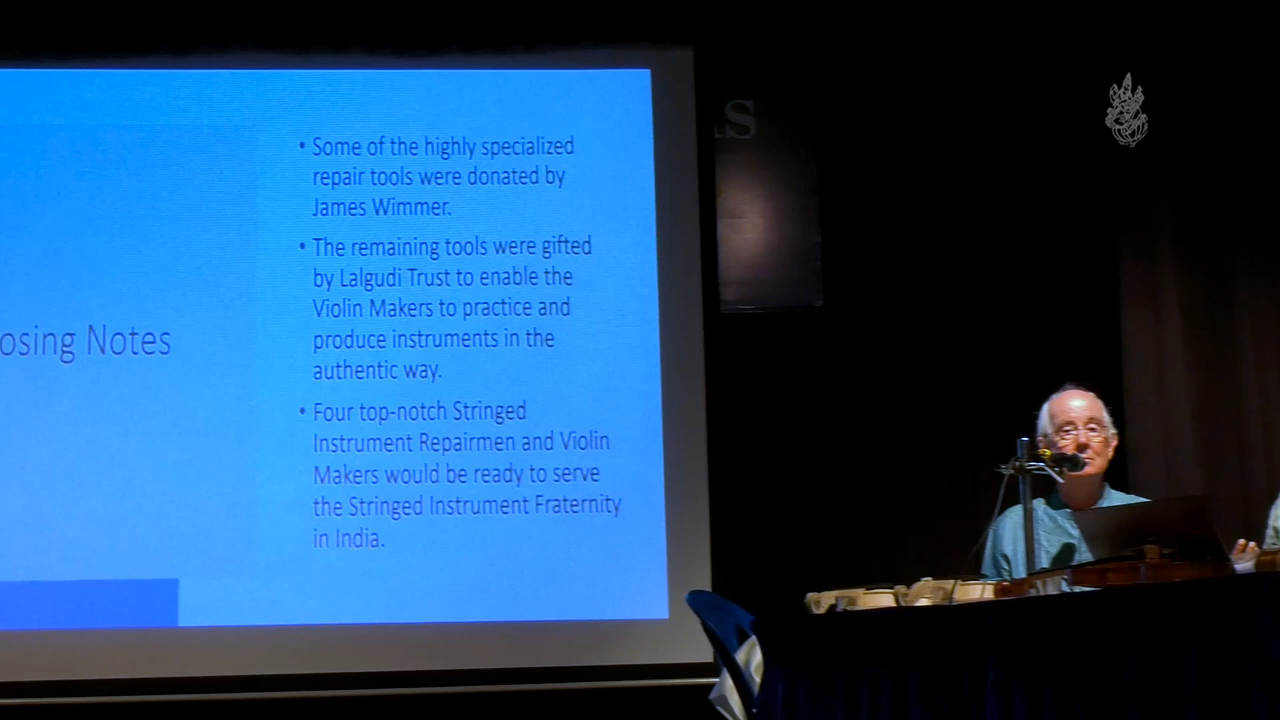 osing Notes
• Some of the highly specialized
repair tools were donated by
James Wimmer.
• The remaining tools were gifted
by Lalgudi Trust to enable the
Violin Makers to practice and
produce instruments in the
authentic way.
• Four top-notch Stringed
Instrument Repairmen and Violin
Makers would be ready to serve
the Stringed Instrument Fraternity
in India.